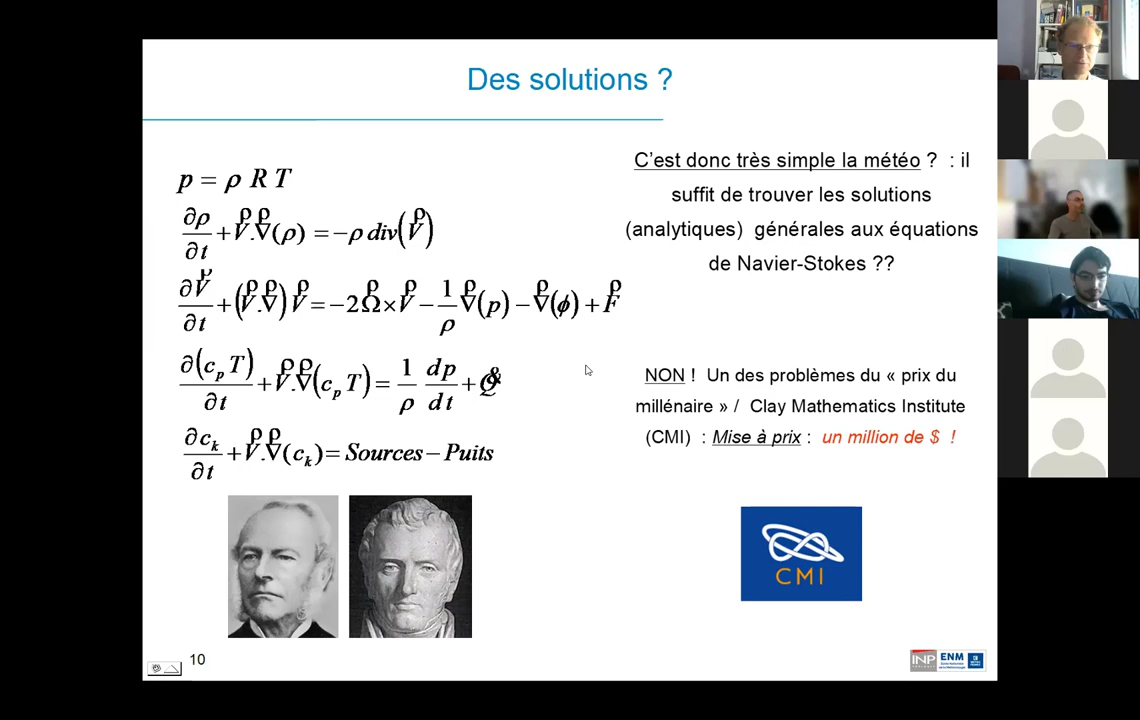 Des solutions ?
p = ρ R T
∂ρ/∂t + V⃗.∇⃗(ρ) = −ρ div(V⃗)
∂V⃗/∂t + (V⃗.∇⃗)V⃗ = −2Ω⃗×V⃗ − 1/ρ ∇⃗(p) − ∇⃗(ϕ) + F⃗
∂(c_p T)/∂t + V⃗.∇⃗(c_p T) = 1/ρ dp/dt + Q&
∂c_k/∂t + V⃗.∇⃗(c_k) = Sources − Puits
C'est donc très simple la météo ? : il
suffit de trouver les solutions
(analytiques) générales aux équations
de Navier-Stokes ??
NON ! Un des problèmes du « prix du
millénaire » / Clay Mathematics Institute
(CMI) : Mise à prix : un million de $ !
CMI
10
INP
ENM